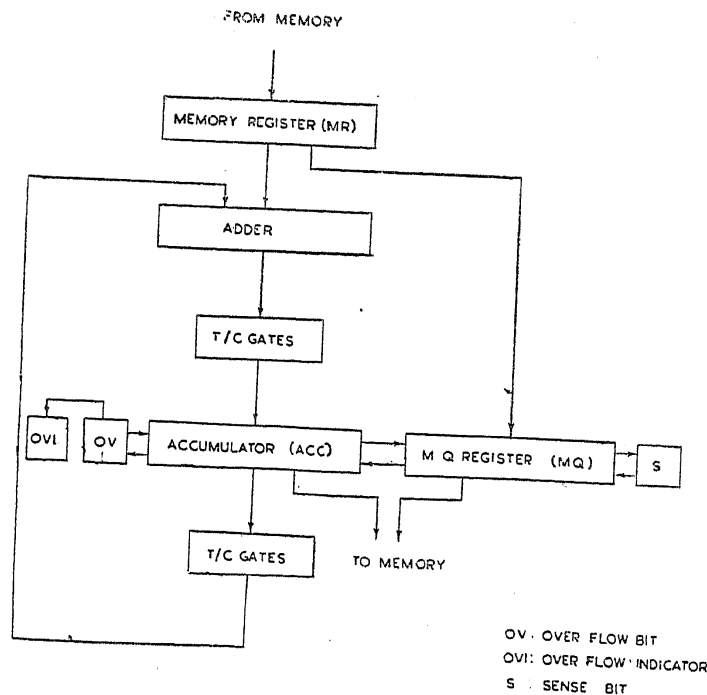 FROM MEMORY
MEMORY REGISTER (MR)
ADDER
T/C GATES
OVI
OV
ACCUMULATOR (ACC)
M Q REGISTER (MQ)
S
T/C GATES
TO MEMORY
OV : OVER FLOW BIT
OVI: OVER FLOW INDICATOR
S : SENSE BIT